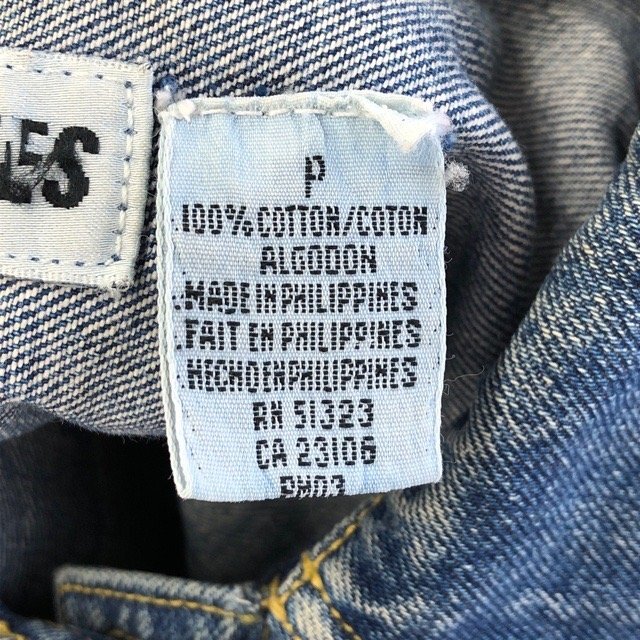 P
100% COTTON/COTON
ALGODON
MADE IN PHILIPPINES
FAIT EN PHILIPPINES
HECHO EN PHILIPPINES
RN 51323
CA 23106